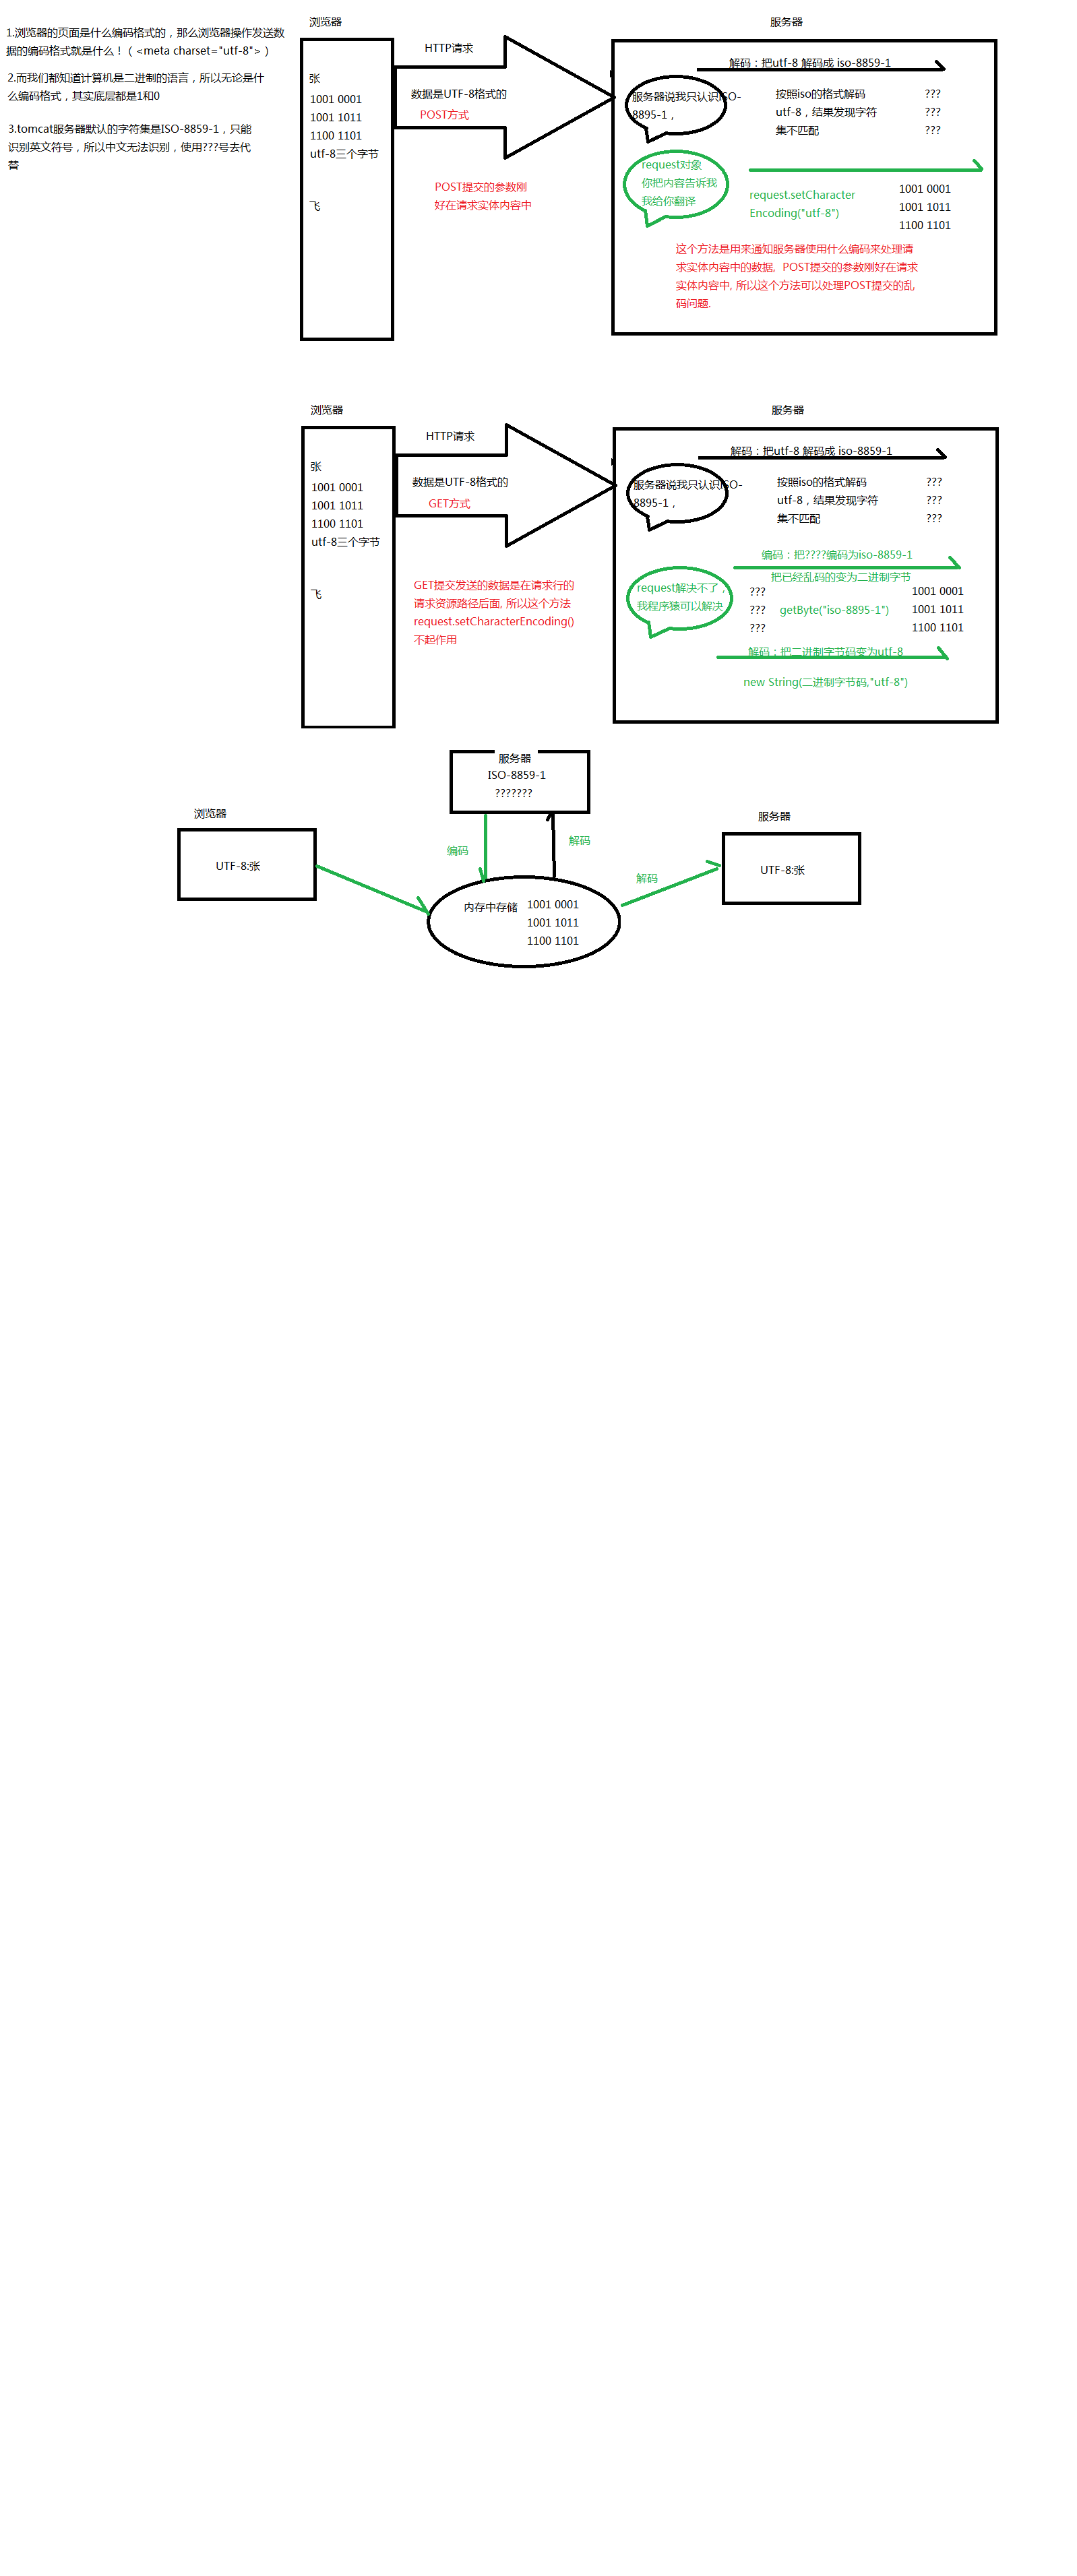 1.浏览器的页面是什么编码格式的，那么浏览器操作发送数
据的编码格式就是什么！（ <meta charset="utf-8"> ）
2.而我们都知道计算机是二进制的语言，所以无论是什
么编码格式，其实底层都是1和0
3.tomcat服务器默认的字符集是ISO-8859-1，只能
识别英文符号，所以中文无法识别，使用???号去代
替
浏览器
张
1001 0001
1001 1011
1100 1101
utf-8三个字节
飞
HTTP请求
数据是UTF-8格式的
POST方式
POST提交的参数刚
好在请求实体内容中
服务器
解码：把utf-8 解码成 iso-8859-1
服务器说我只认识ISO-
8895-1，
按照iso的格式解码
utf-8，结果发现字符
集不匹配
???
???
???
request对象
你把内容告诉我
我给你翻译
request.setCharacter
Encoding("utf-8")
1001 0001
1001 1011
1100 1101
这个方法是用来通知服务器使用什么编码来处理请
求实体内容中的数据, POST提交的参数刚好在请求
实体内容中, 所以这个方法可以处理POST提交的乱
码问题.
浏览器
张
1001 0001
1001 1011
1100 1101
utf-8三个字节
飞
HTTP请求
数据是UTF-8格式的
GET方式
GET提交发送的数据是在请求行的
请求资源路径后面, 所以这个方法
request.setCharacterEncoding()
不起作用
服务器
解码：把utf-8 解码成 iso-8859-1
服务器说我只认识ISO-
8895-1，
按照iso的格式解码
utf-8，结果发现字符
集不匹配
???
???
???
编码：把????编码为iso-8859-1
把已经乱码的变为二进制字节
request解决不了，
我程序猿可以解决
???
???
???
getByte("iso-8895-1")
1001 0001
1001 1011
1100 1101
解码：把二进制字节码变为utf-8
new String(二进制字节码,"utf-8")
服务器
ISO-8859-1
???????
浏览器
UTF-8:张
编码
解码
内存中存储
1001 0001
1001 1011
1100 1101
解码
服务器
UTF-8:张